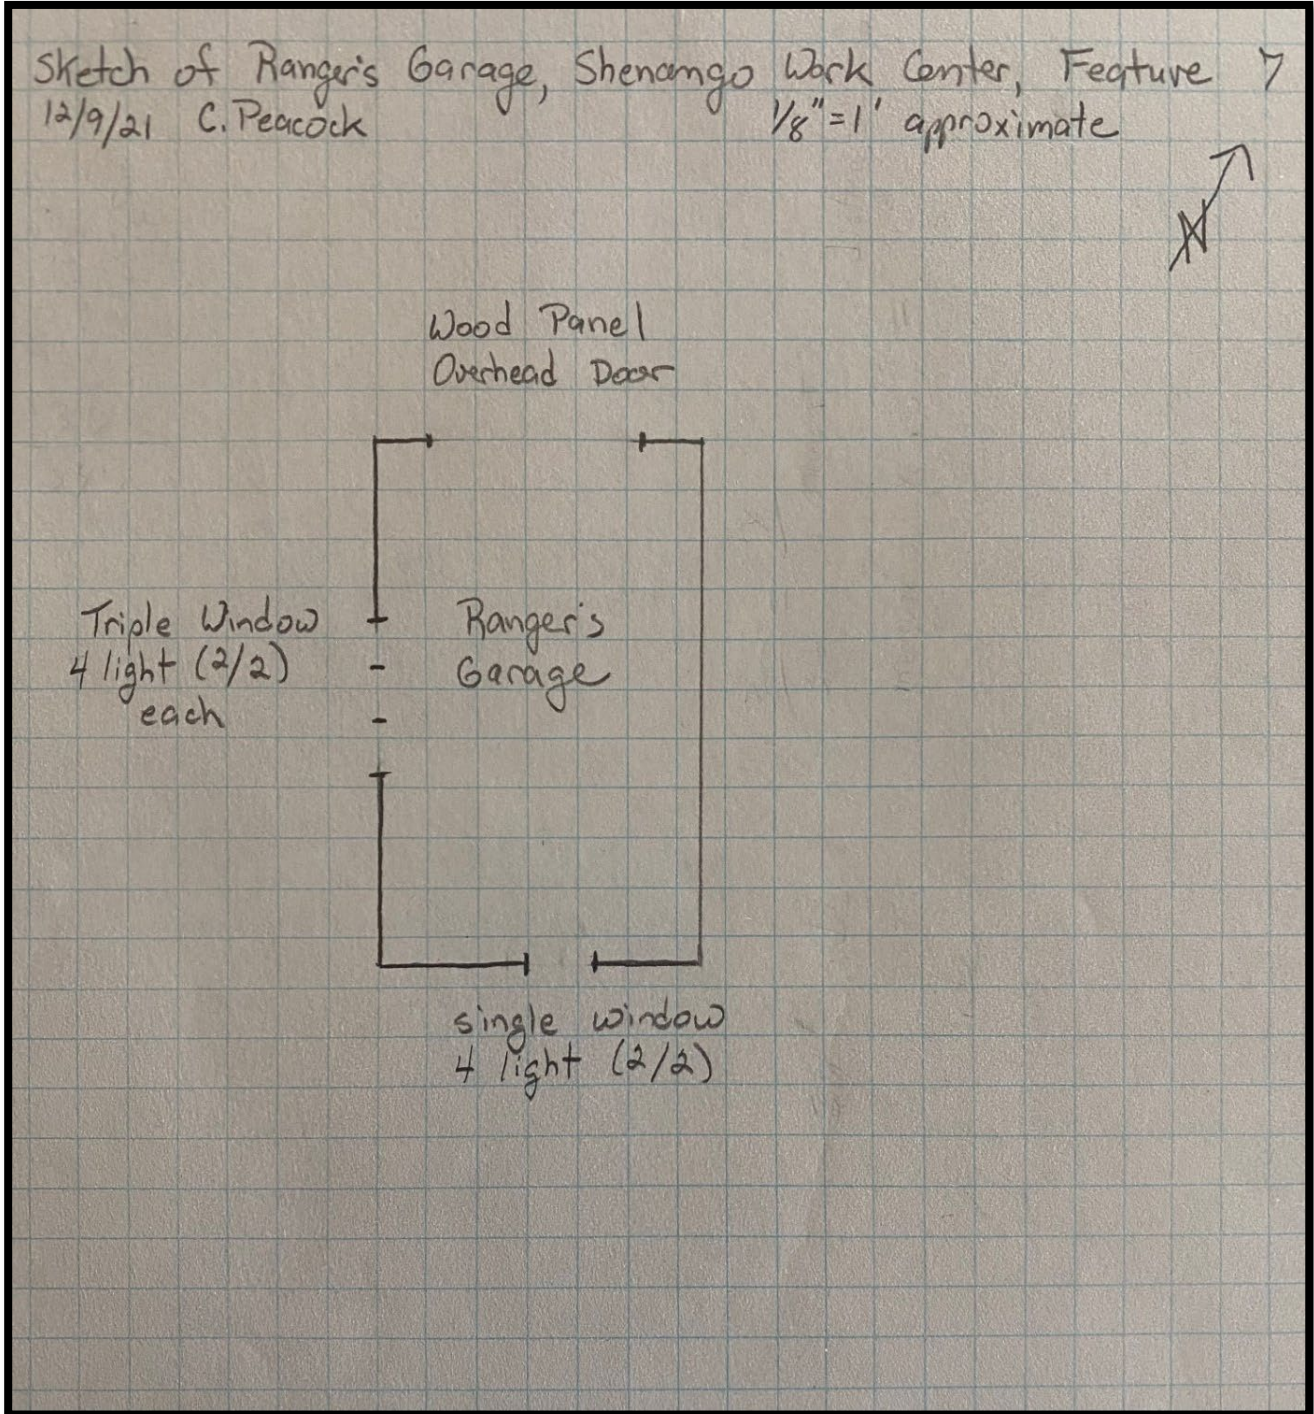 Sketch of Ranger's Garage, Shenango Work Center, Feature 7
12/9/21 C. Peacock 1/8"=1' approximate
N
Wood Panel
Overhead Door
Triple Window
4 light (2/2)
each
Ranger's
Garage
single window
4 light (2/2)